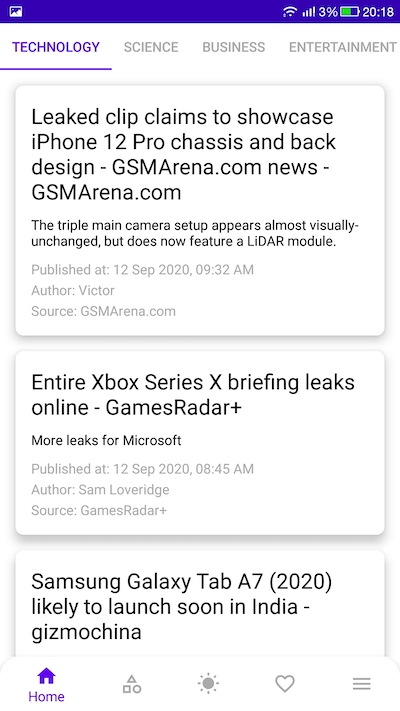 3% 20:18
TECHNOLOGY SCIENCE BUSINESS ENTERTAINMENT
Leaked clip claims to showcase
iPhone 12 Pro chassis and back
design - GSMArena.com news -
GSMArena.com
The triple main camera setup appears almost visually-
unchanged, but does now feature a LiDAR module.
Published at: 12 Sep 2020, 09:32 AM
Author: Victor
Source: GSMArena.com
Entire Xbox Series X briefing leaks
online - GamesRadar+
More leaks for Microsoft
Published at: 12 Sep 2020, 08:45 AM
Author: Sam Loveridge
Source: GamesRadar+
Samsung Galaxy Tab A7 (2020)
likely to launch soon in India -
gizmochina
Home